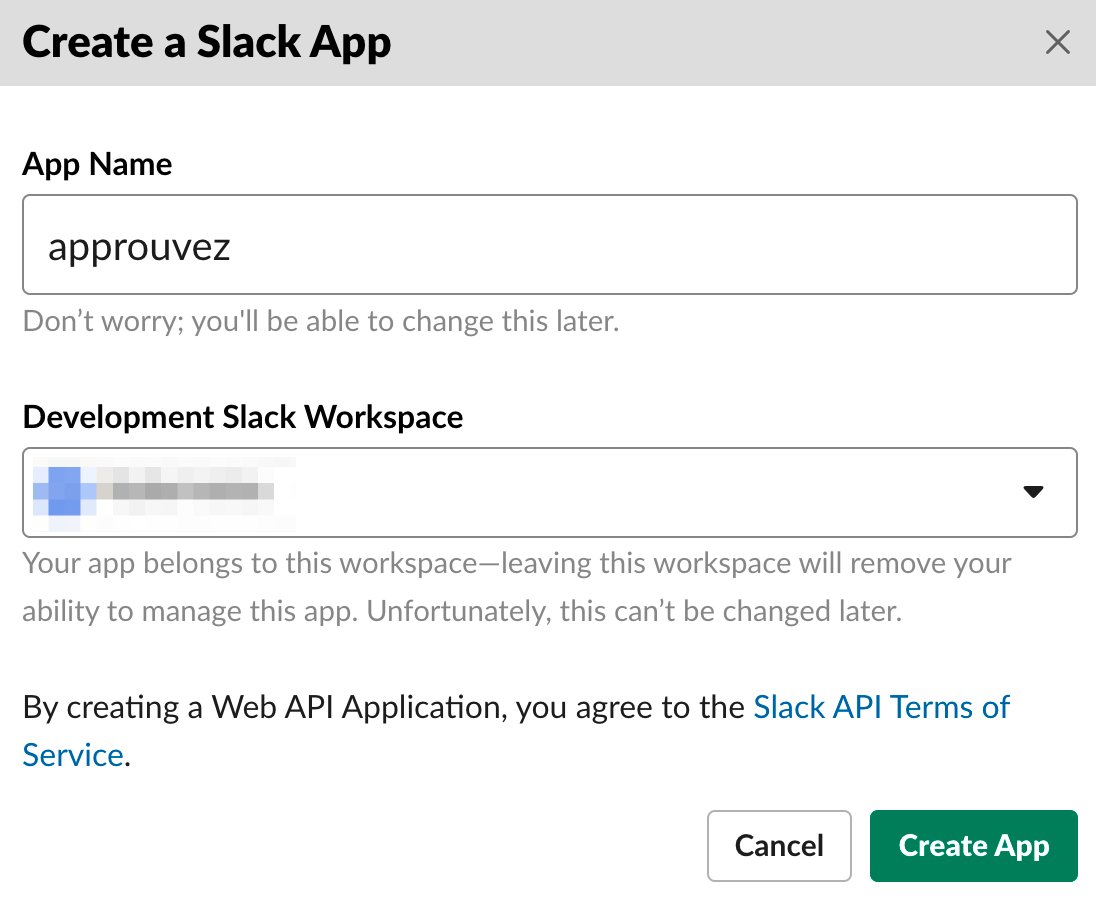 Create a Slack App
App Name
approuvez
Don’t worry; you'll be able to change this later.
Development Slack Workspace
Your app belongs to this workspace—leaving this workspace will remove your
ability to manage this app. Unfortunately, this can’t be changed later.
By creating a Web API Application, you agree to the Slack API Terms of
Service.
Cancel
Create App